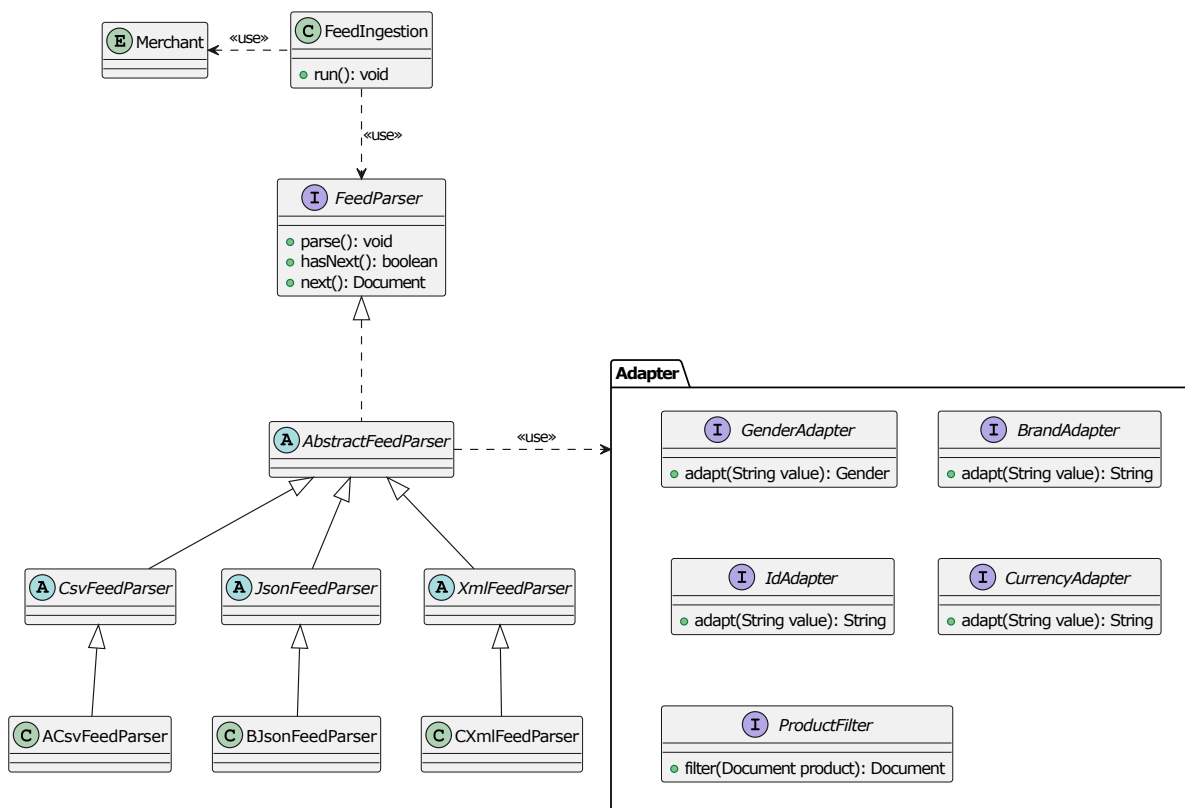 E Merchant
«use»
C FeedIngestion
run(): void
«use»
I FeedParser
parse(): void
hasNext(): boolean
next(): Document
A AbstractFeedParser
«use»
Adapter
I GenderAdapter
adapt(String value): Gender
I BrandAdapter
adapt(String value): String
I IdAdapter
adapt(String value): String
I CurrencyAdapter
adapt(String value): String
I ProductFilter
filter(Document product): Document
A CsvFeedParser
A JsonFeedParser
A XmlFeedParser
C ACsvFeedParser
C BJsonFeedParser
C CXmlFeedParser